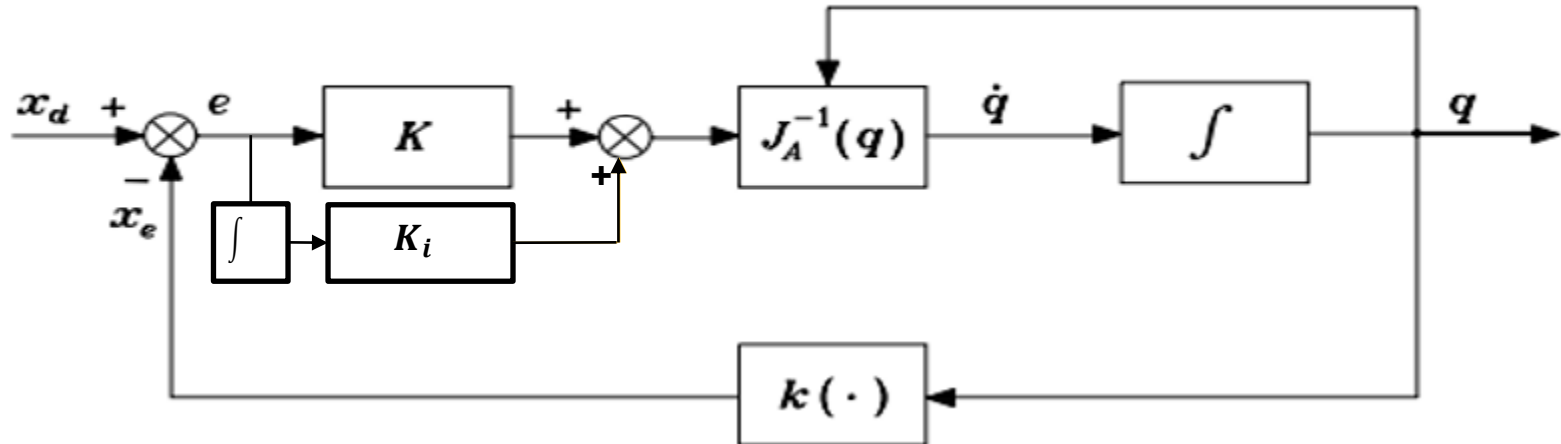 x_d + e K + J_A^{-1}(q) q̇ ∫ q
− +
x_e ∫ K_i
k(·)